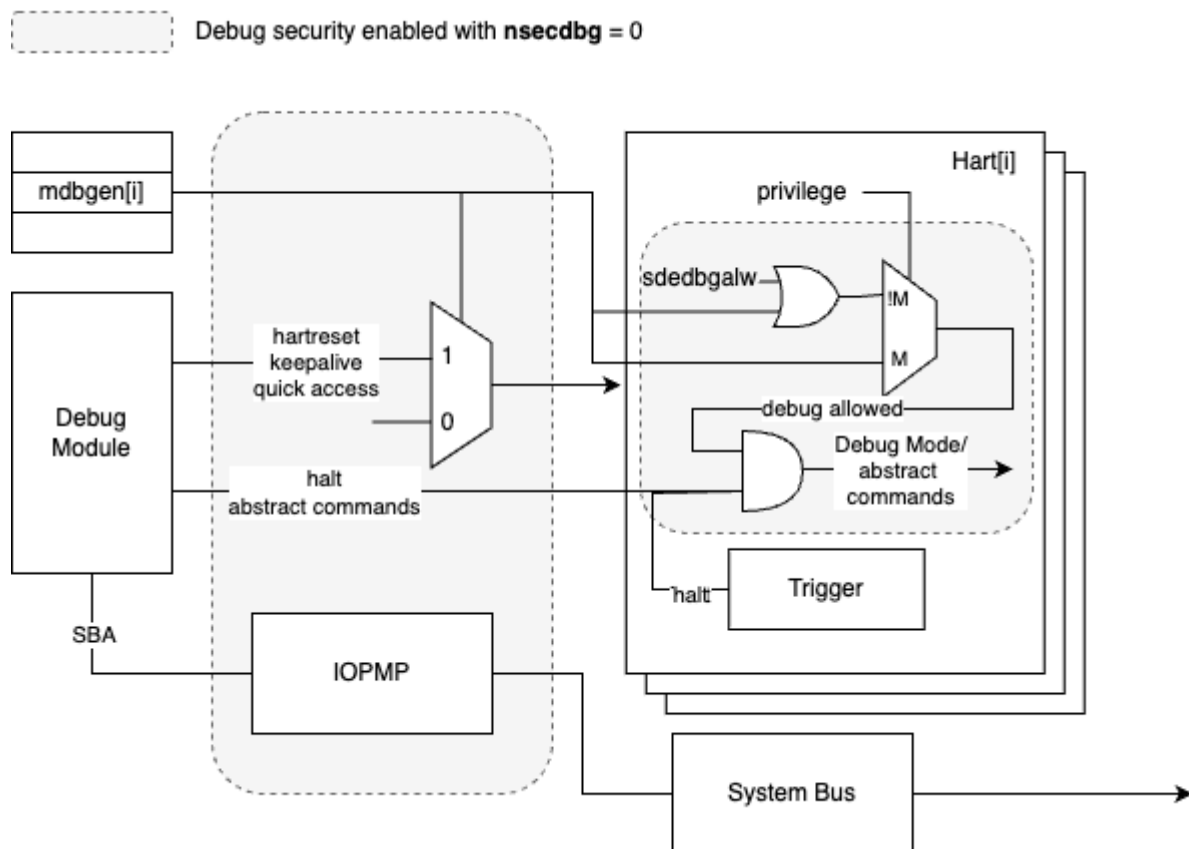 Debug security enabled with nsecdbg = 0
mdbgen[i]
Hart[i]
privilege
sdedbgalw
!M
M
hartreset
keepalive
quick access
1
0
Debug
Module
debug allowed
halt
abstract commands
Debug Mode/
abstract
commands
halt
Trigger
SBA
IOPMP
System Bus